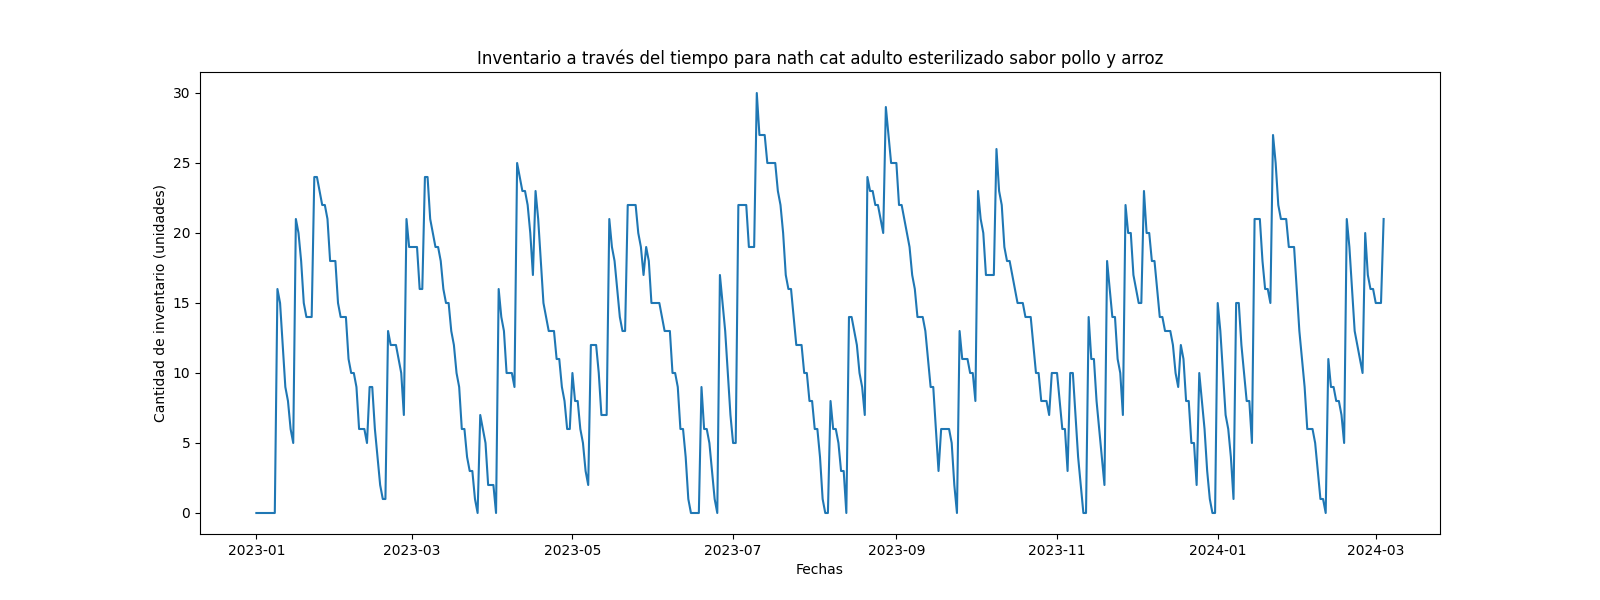 Inventario a través del tiempo para nath cat adulto esterilizado sabor pollo y arroz
Cantidad de inventario (unidades)
30
25
20
15
10
5
0
2023-01 2023-03 2023-05 2023-07 2023-09 2023-11 2024-01 2024-03
Fechas